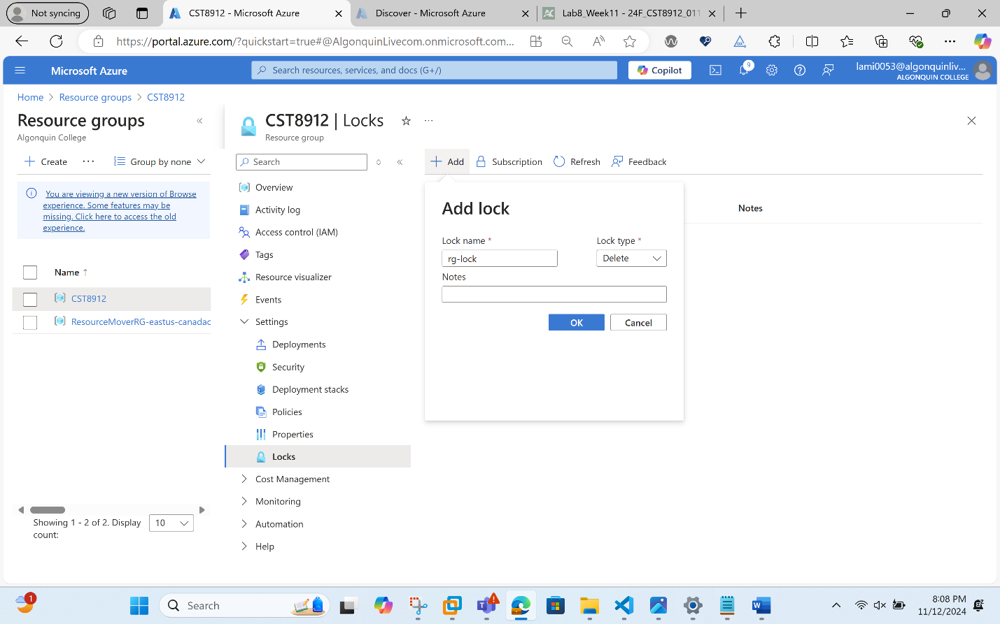 Not syncing
CST8912 - Microsoft Azure
Discover - Microsoft Azure
Lab8_Week11 - 24F_CST8912_011
https://portal.azure.com/?quickstart=true#@AlgonquinLivecom.onmicrosoft.com...
Microsoft Azure
Search resources, services, and docs (G+/)
Copilot
9
lami0053@algonquinliv...
ALGONQUIN COLLEGE
Home > Resource groups > CST8912
Resource groups
Algonquin College
CST8912 | Locks
Resource group
Create
Group by none
Search
Add
Subscription
Refresh
Feedback
You are viewing a new version of Browse
experience. Some features may be
missing. Click here to access the old
experience.
Name ↑
CST8912
ResourceMoverRG-eastus-canadac
Showing 1 - 2 of 2. Display
count:
10
Overview
Activity log
Access control (IAM)
Tags
Resource visualizer
Events
Settings
Deployments
Security
Deployment stacks
Policies
Properties
Locks
Cost Management
Monitoring
Automation
Help
Notes
Add lock
Lock name *
Lock type *
rg-lock
Delete
Notes
OK
Cancel
1
Search
8:08 PM
11/12/2024